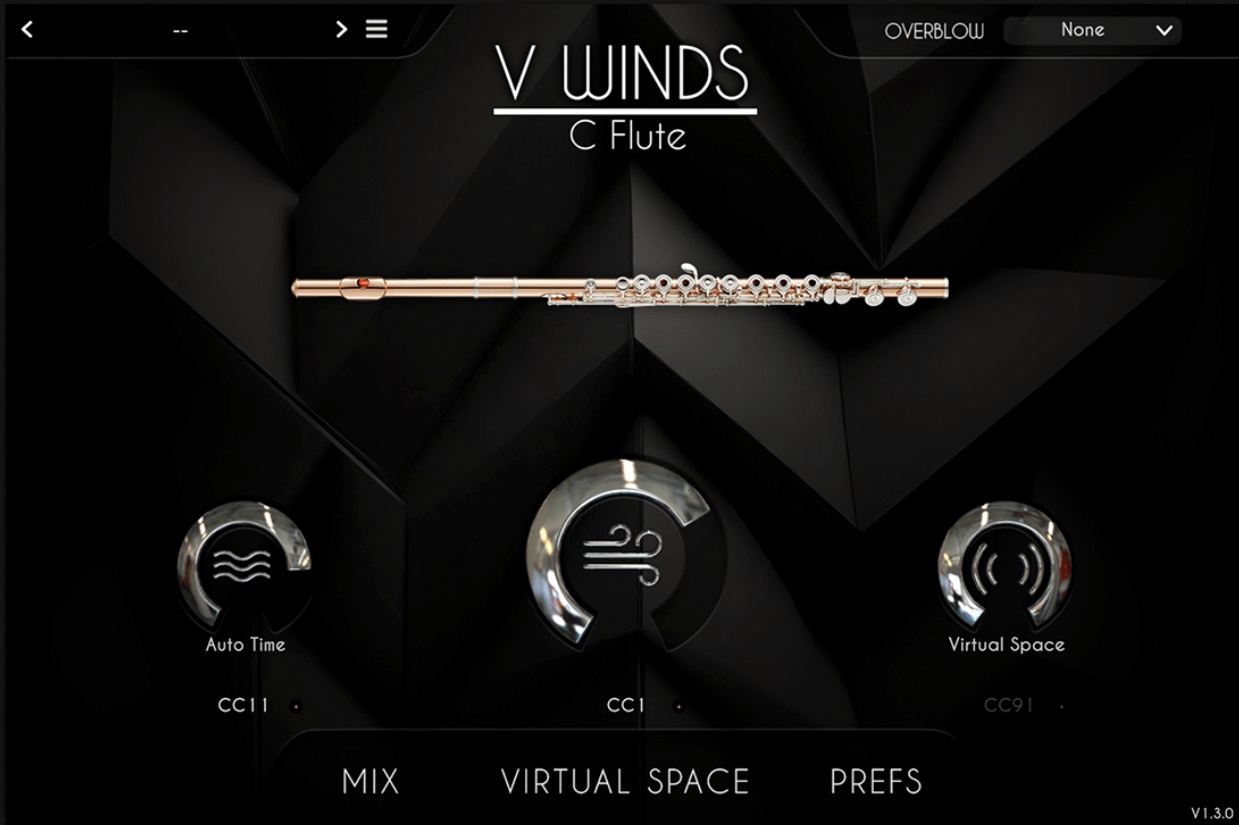 --
OVERBLOW None
V WINDS
C Flute
Auto Time
Virtual Space
CC11
CC1
CC91
MIX
VIRTUAL SPACE
PREFS
V1.3.0